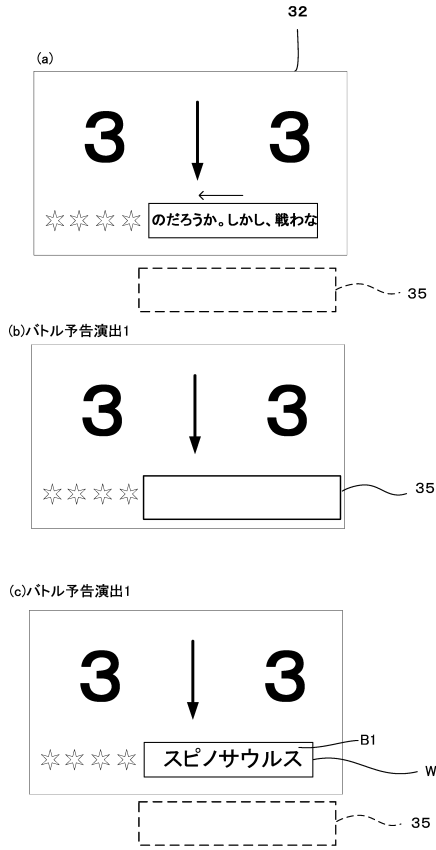 32
(a)
3 3
のだろうか。しかし、戦わな
35
(b)バトル予告演出1
3 3
35
(c)バトル予告演出1
3 3
スピノサウルス
B1
W
35